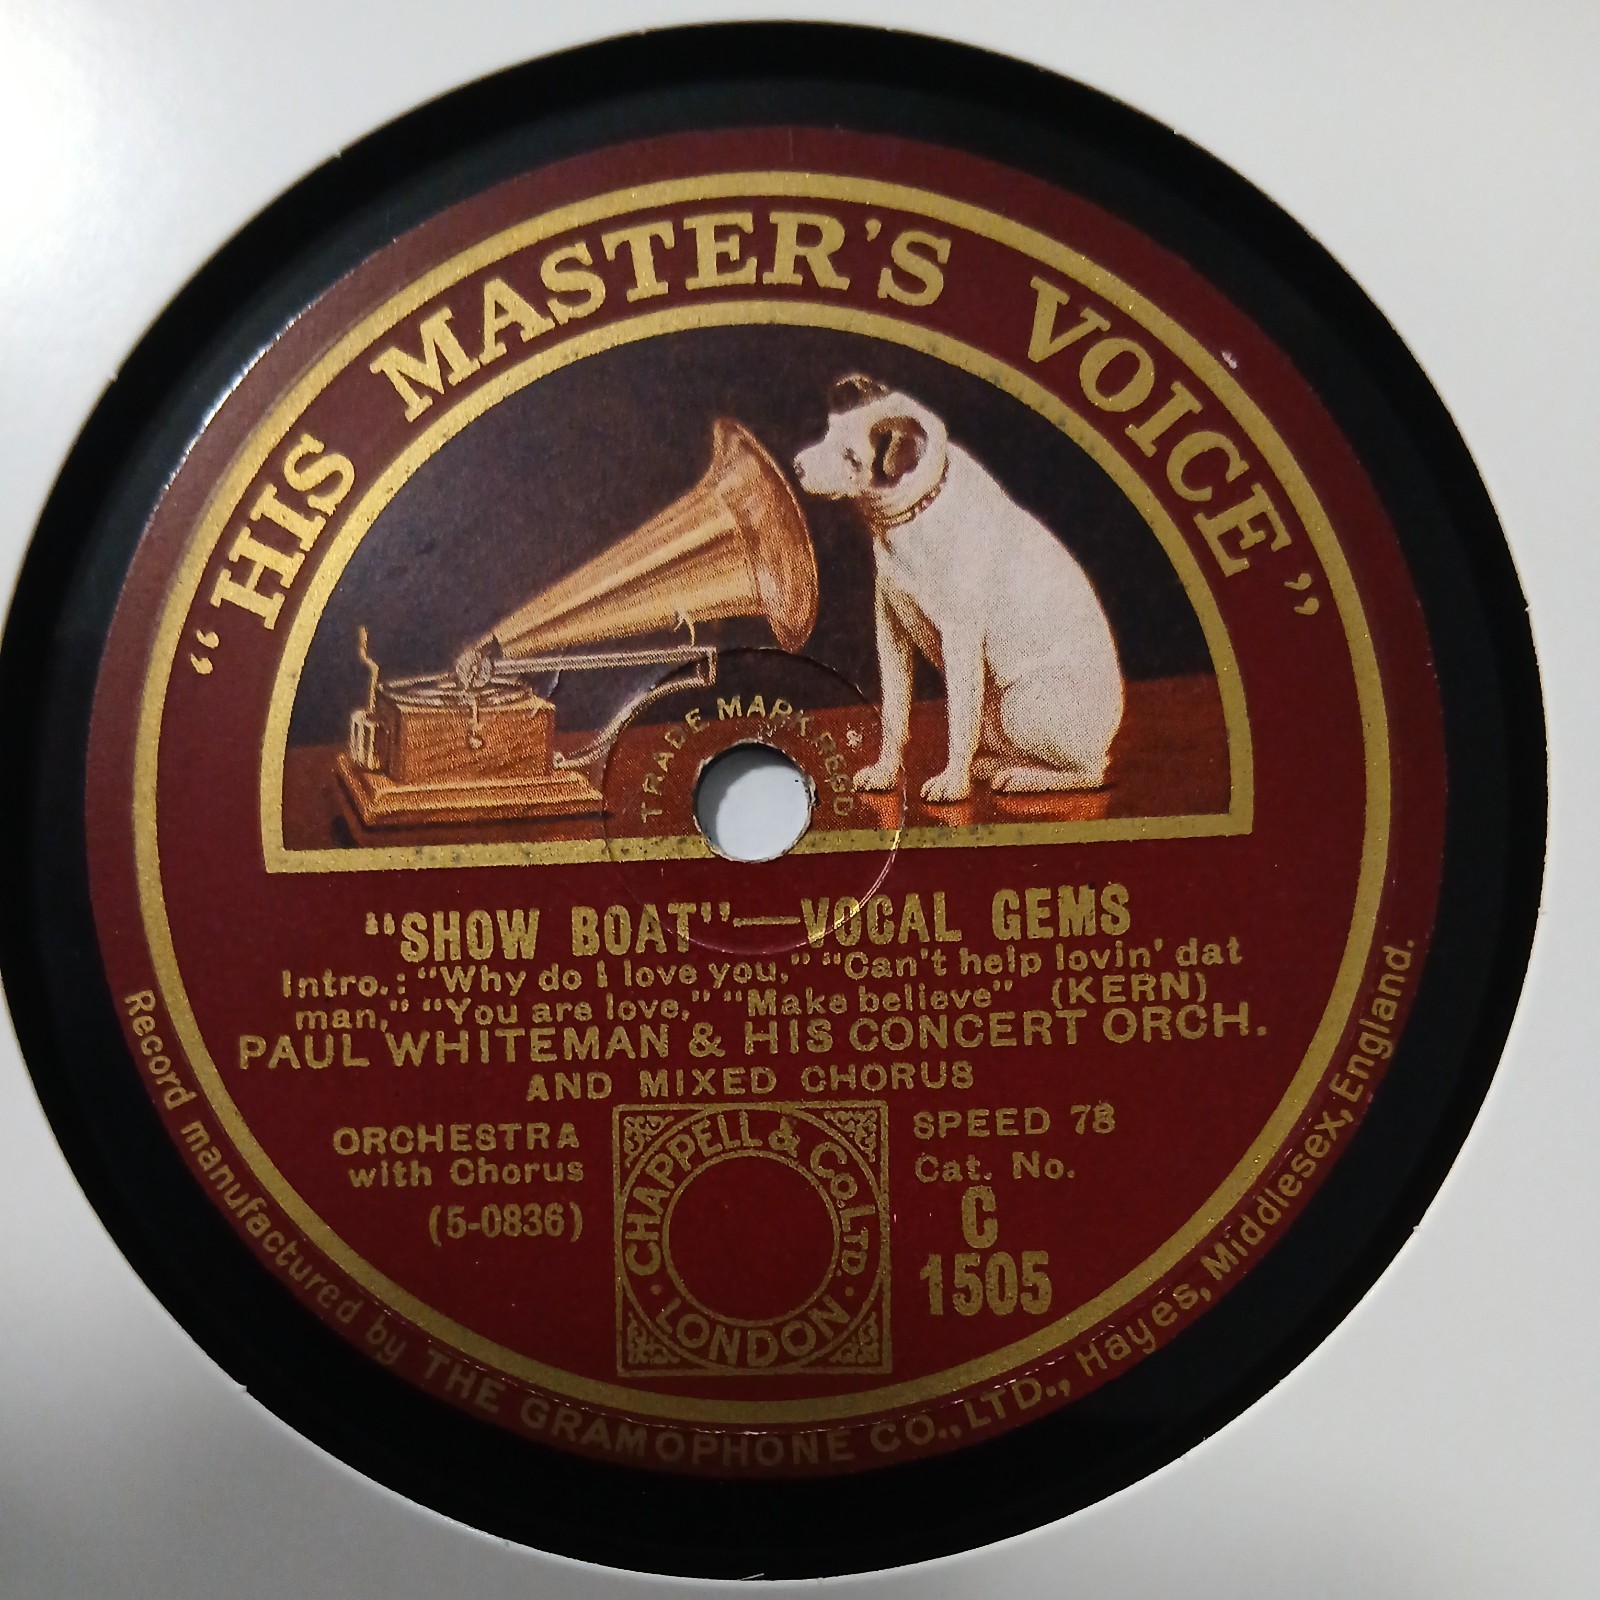 “HIS MASTER'S VOICE”
TRADE MARK REGD
“SHOW BOAT”—VOCAL GEMS
Intro.: “Why do I love you,” “Can't help lovin' dat
man,” “You are love,” “Make believe” (KERN)
PAUL WHITEMAN & HIS CONCERT ORCH.
AND MIXED CHORUS
ORCHESTRA
with Chorus
(5-0836)
CHAPPELL & CO. LTD.
· LONDON ·
SPEED 78
Cat. No.
C
1505
Record manufactured by THE GRAMOPHONE CO., LTD., Hayes, Middlesex, England.